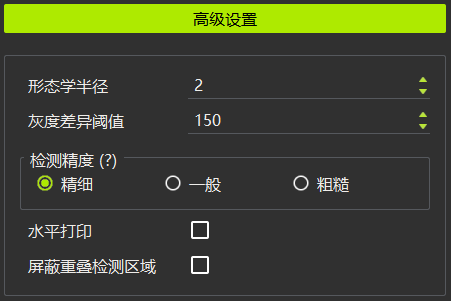 高级设置
形态学半径 2
灰度差异阈值 150
检测精度 (?)
精细 一般 粗糙
水平打印
屏蔽重叠检测区域